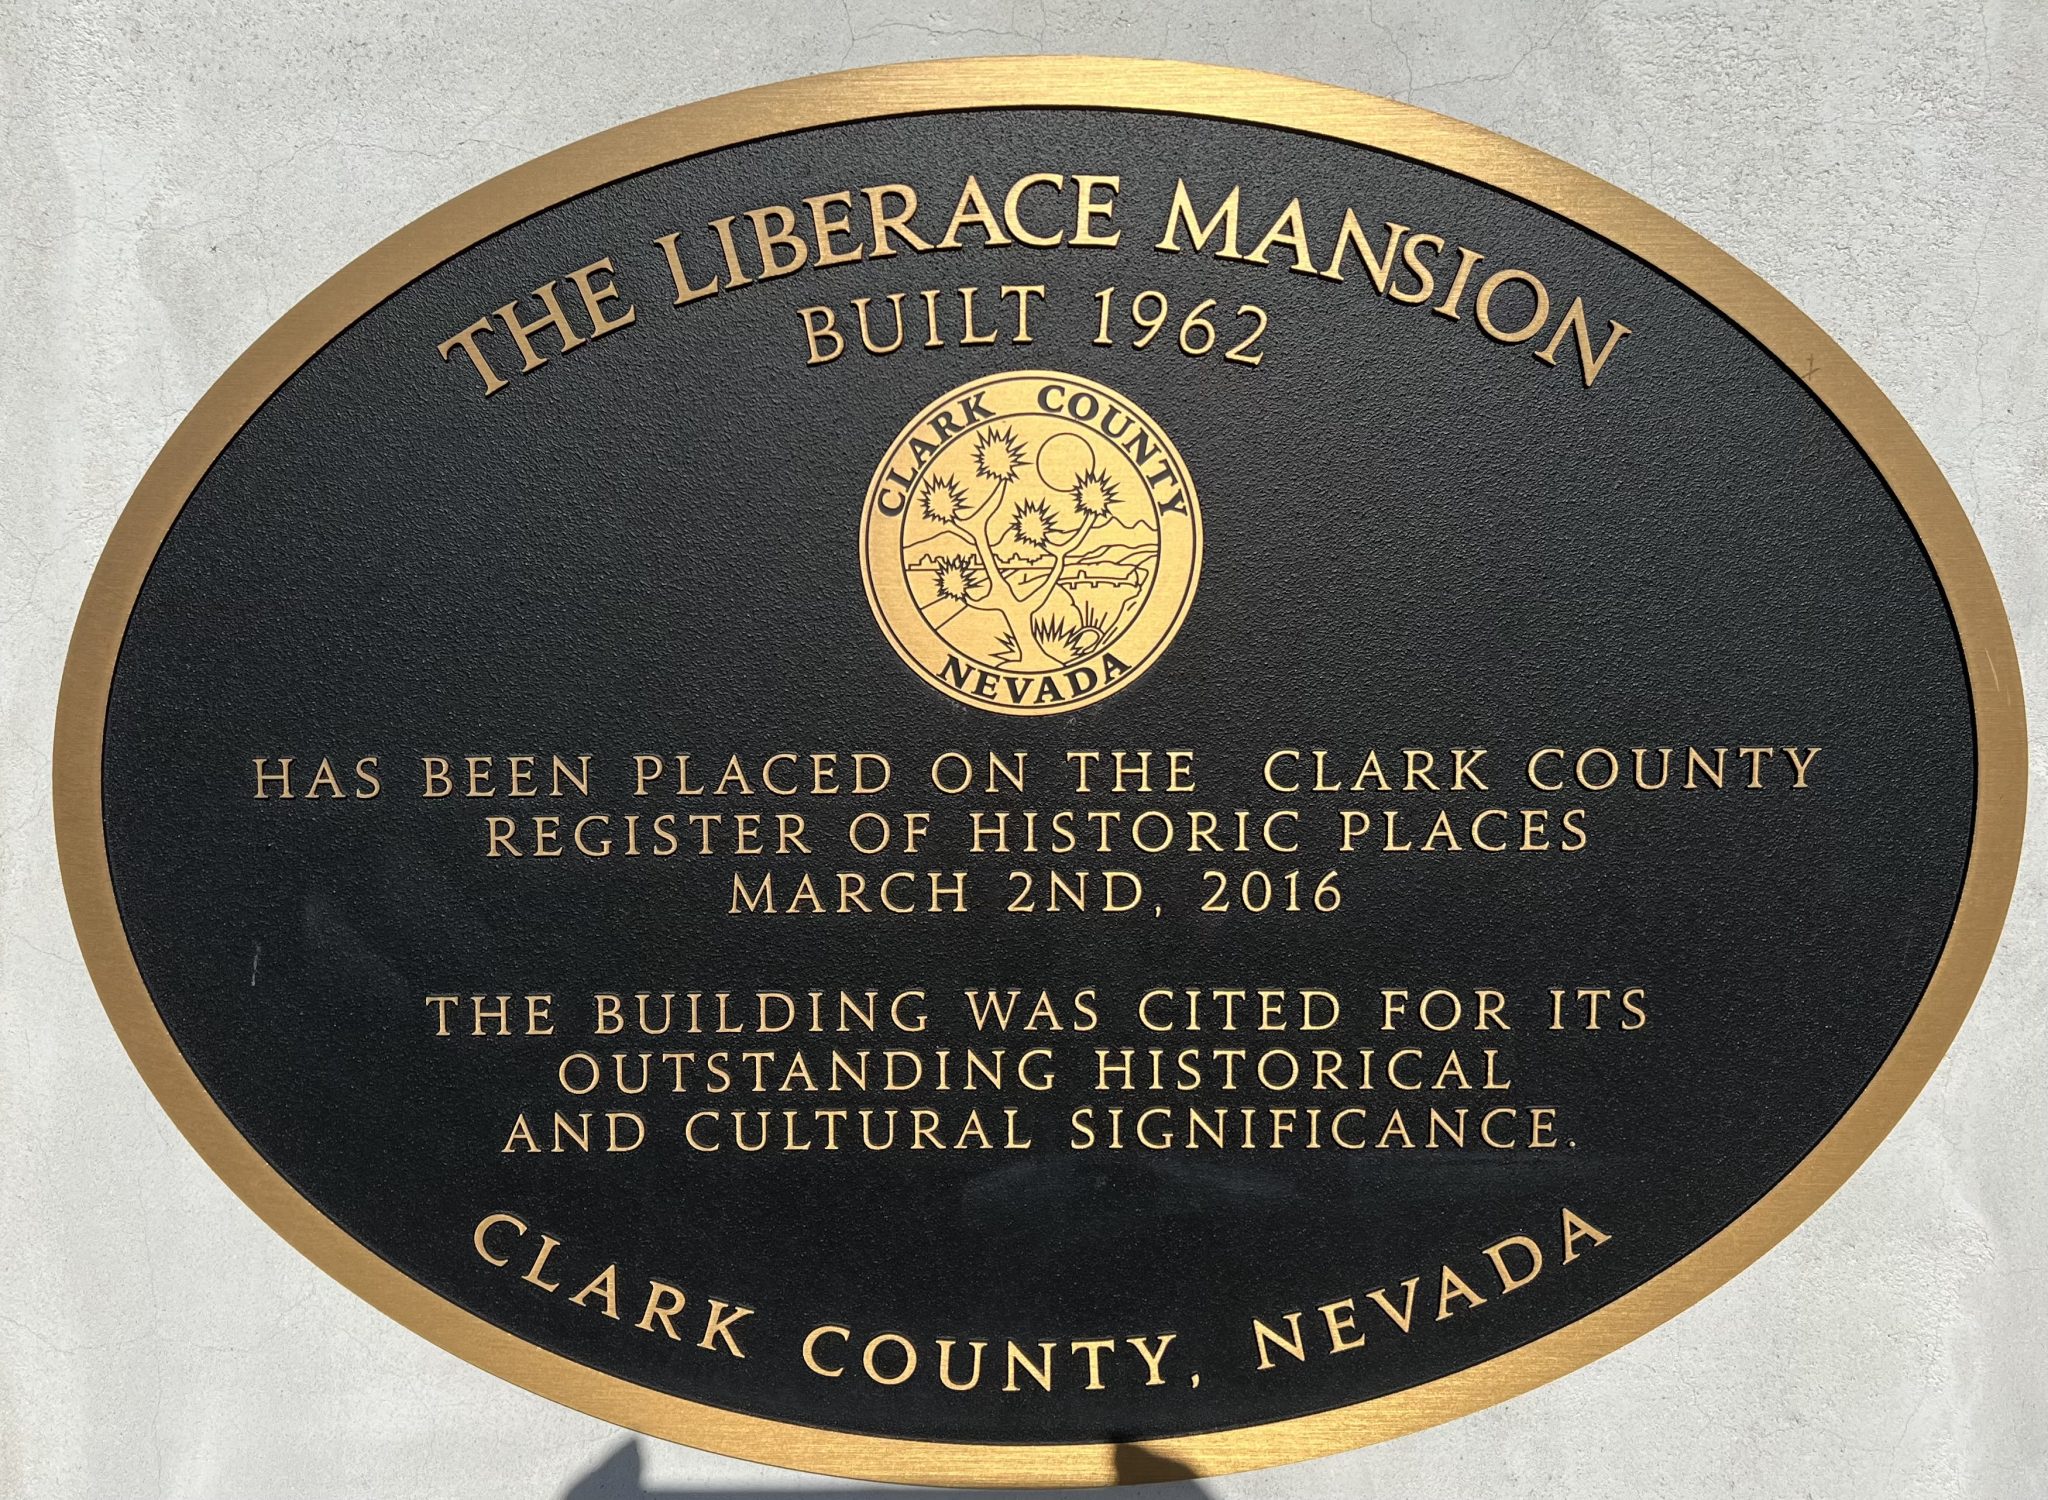 THE LIBERACE MANSION
BUILT 1962
CLARK COUNTY
NEVADA
HAS BEEN PLACED ON THE CLARK COUNTY
REGISTER OF HISTORIC PLACES
MARCH 2ND, 2016
THE BUILDING WAS CITED FOR ITS
OUTSTANDING HISTORICAL
AND CULTURAL SIGNIFICANCE.
CLARK COUNTY, NEVADA